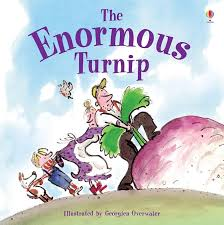 The
Enormous
Turnip
Illustrated by Georgien Overwater